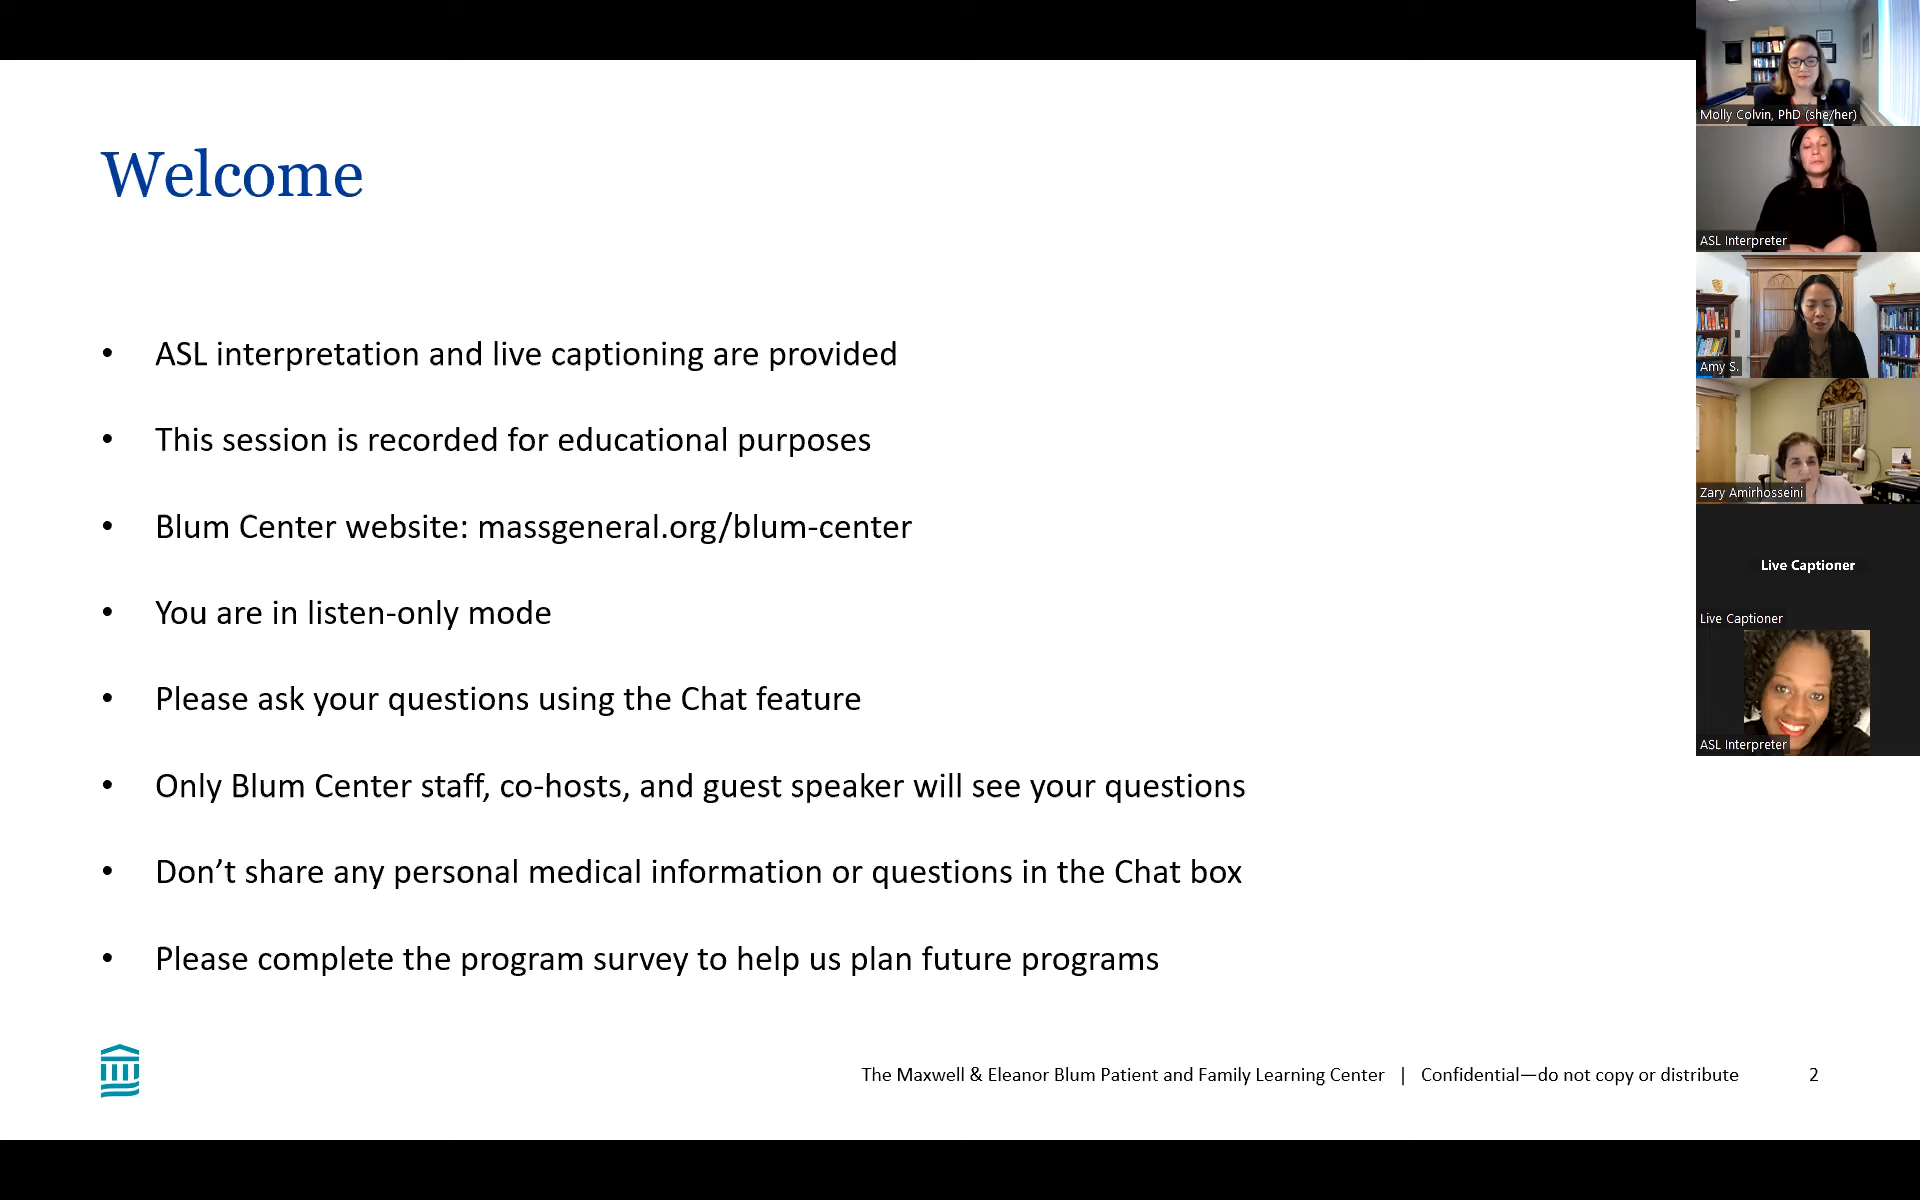 Welcome
• ASL interpretation and live captioning are provided
• This session is recorded for educational purposes
• Blum Center website: massgeneral.org/blum-center
• You are in listen-only mode
• Please ask your questions using the Chat feature
• Only Blum Center staff, co-hosts, and guest speaker will see your questions
• Don’t share any personal medical information or questions in the Chat box
• Please complete the program survey to help us plan future programs
The Maxwell & Eleanor Blum Patient and Family Learning Center | Confidential—do not copy or distribute 2
Molly Colvin, PhD (she/her)
ASL Interpreter
Amy S.
Zary Amirhosseini
Live Captioner
Live Captioner
ASL Interpreter